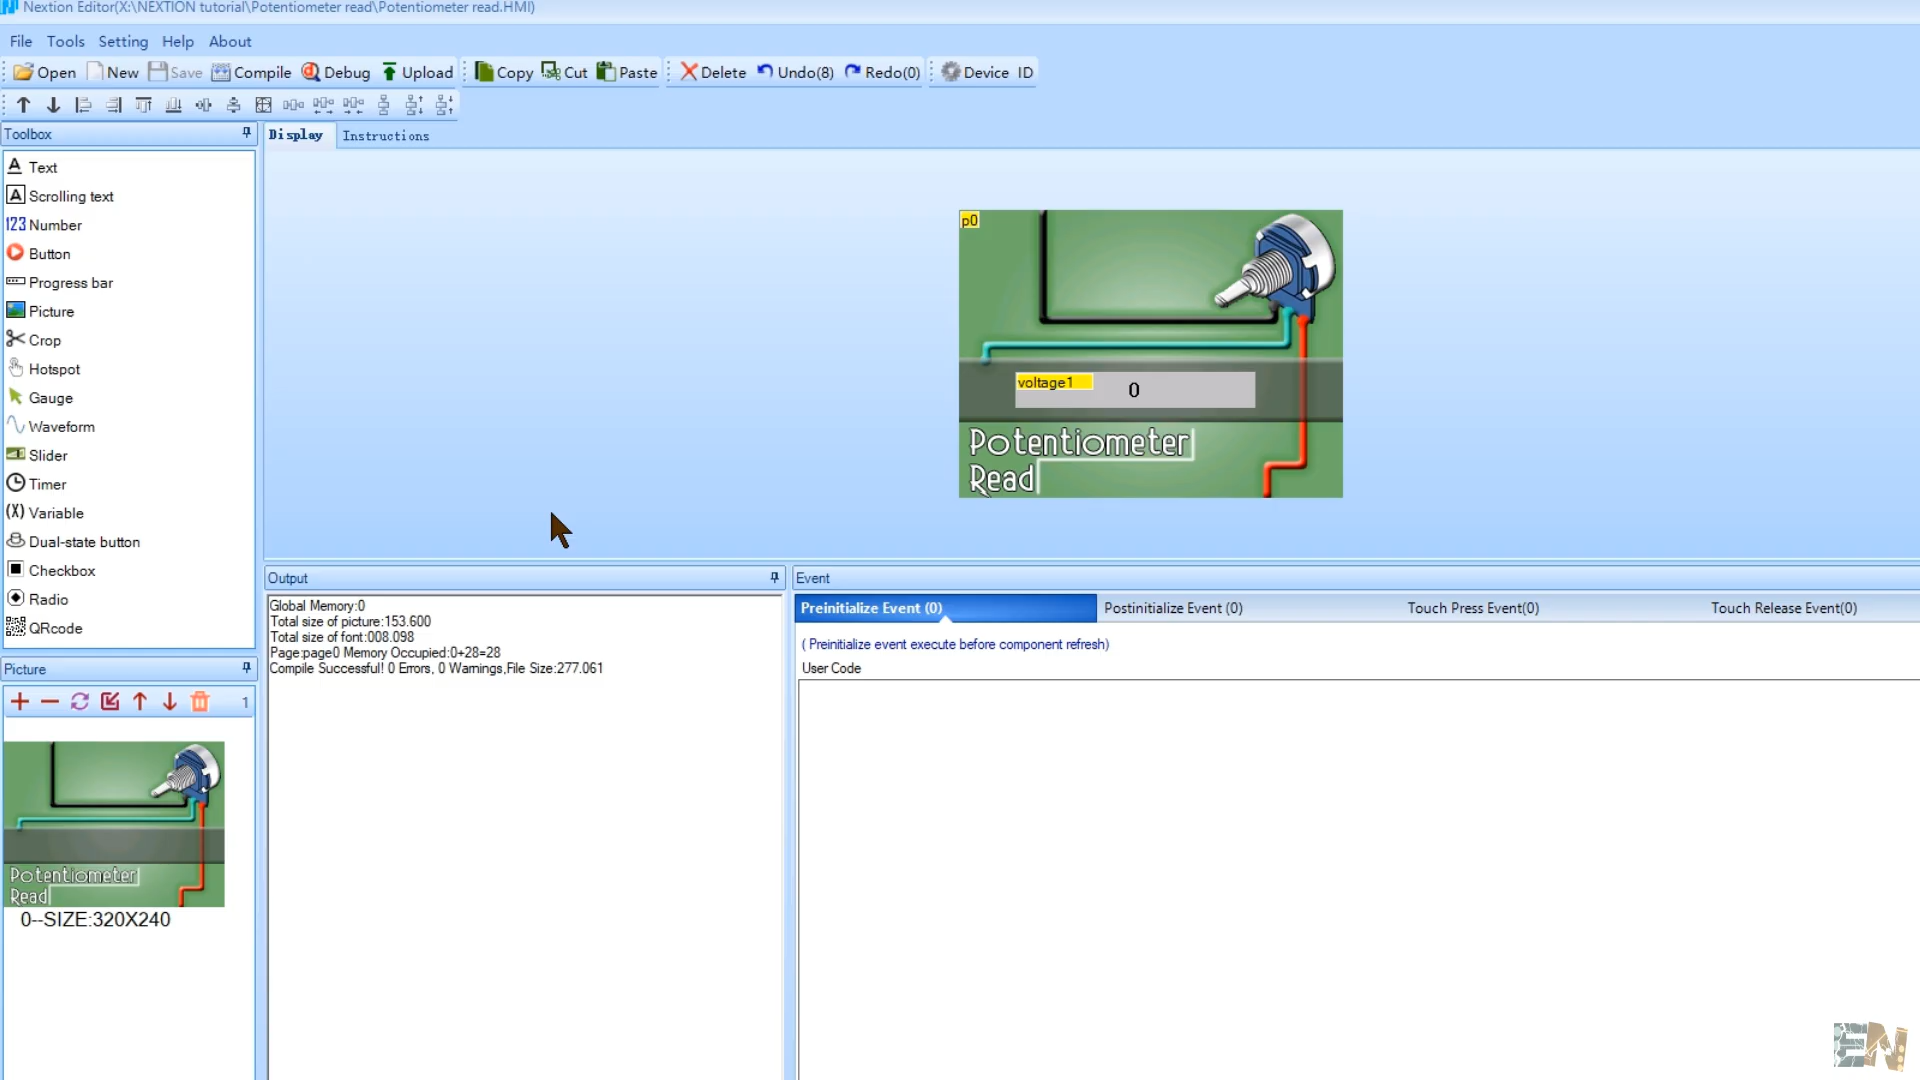 Nextion Editor(X:\NEXTION tutorial\Potentiometer read\Potentiometer read.HMI)
File Tools Setting Help About
Open New Save Compile Debug Upload Copy Cut Paste Delete Undo(8) Redo(0) Device ID
Toolbox
Display Instructions
Text
Scrolling text
123 Number
Button
Progress bar
Picture
Crop
Hotspot
Gauge
Waveform
Slider
Timer
(X) Variable
Dual-state button
Checkbox
Radio
QRcode
p0
voltage1 0
Potentiometer
Read
Picture
1
Potentiometer
Read
0--SIZE:320X240
Output
Global Memory:0
Total size of picture:153.600
Total size of font:008.098
Page:page0 Memory Occupied:0+28=28
Compile Successful! 0 Errors, 0 Warnings,File Size:277.061
Event
Preinitialize Event (0) Postinitialize Event (0) Touch Press Event(0) Touch Release Event(0)
( Preinitialize event execute before component refresh)
User Code
EN